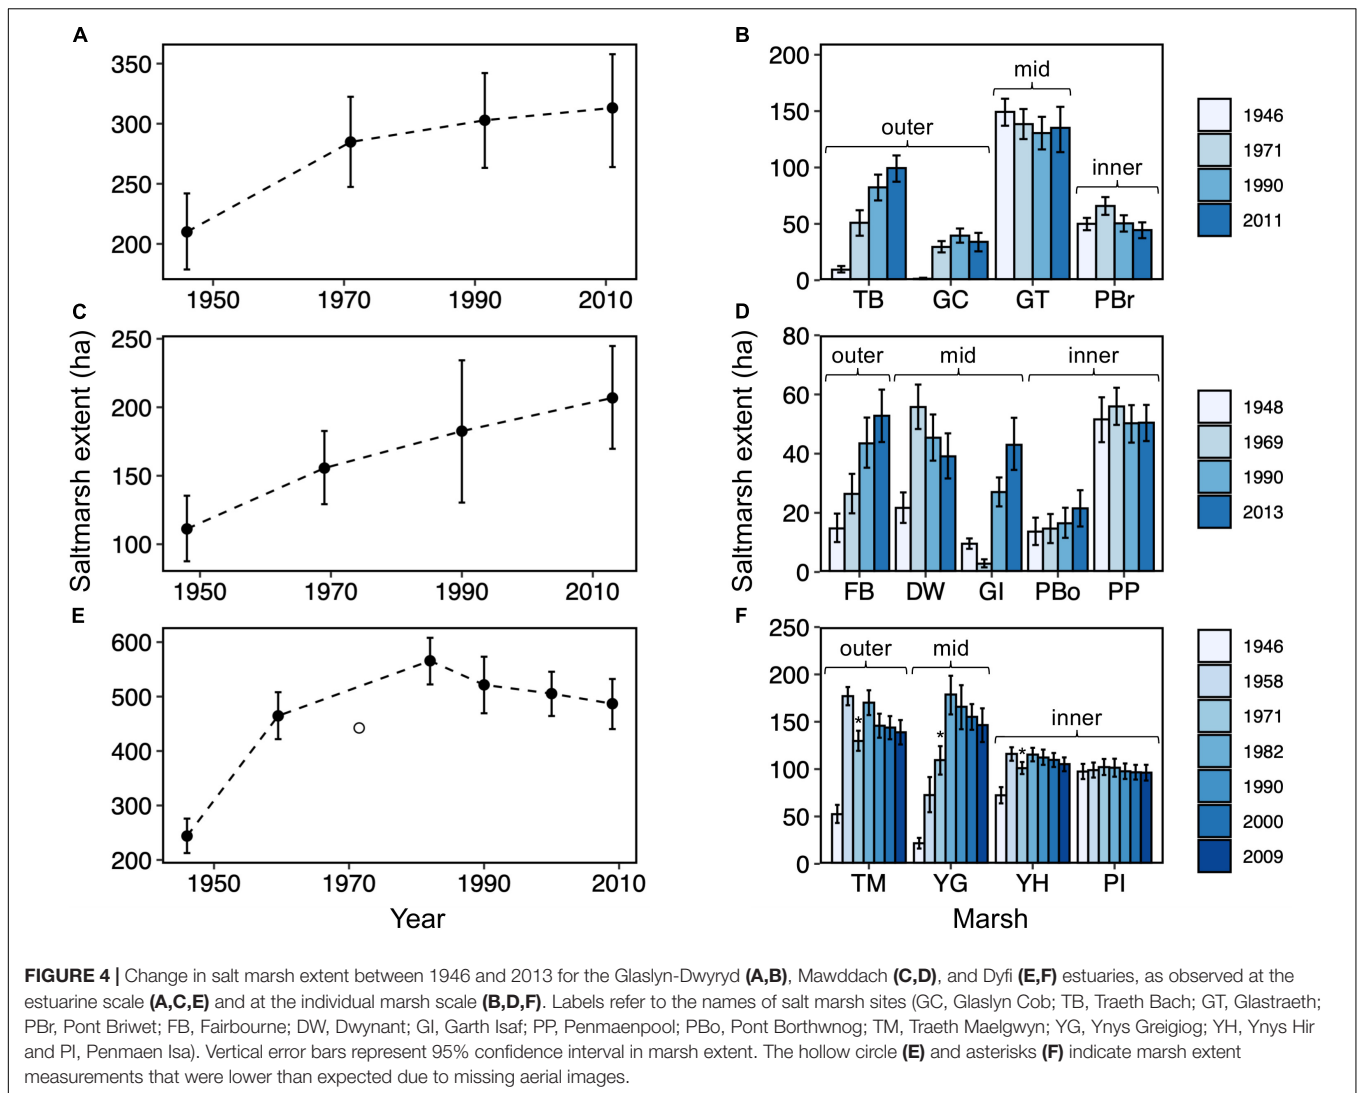 A
350
300
250
200
1950 1970 1990 2010
B
200
150
100
50
0
outer
mid
inner
TB GC GT PBr
1946
1971
1990
2011
C
250
200
150
100
1950 1970 1990 2010
Saltmarsh extent (ha)
D
80
60
40
20
0
outer mid inner
FB DW GI PBo PP
Saltmarsh extent (ha)
1948
1969
1990
2013
E
600
500
400
300
200
1950 1970 1990 2010
Year
F
250
200
150
100
50
0
outer mid
inner
* * *
TM YG YH PI
Marsh
1946
1958
1971
1982
1990
2000
2009
FIGURE 4 | Change in salt marsh extent between 1946 and 2013 for the Glaslyn-Dwyryd (A,B), Mawddach (C,D), and Dyfi (E,F) estuaries, as observed at the
estuarine scale (A,C,E) and at the individual marsh scale (B,D,F). Labels refer to the names of salt marsh sites (GC, Glaslyn Cob; TB, Traeth Bach; GT, Glastraeth;
PBr, Pont Briwet; FB, Fairbourne; DW, Dwynant; GI, Garth Isaf; PP, Penmaenpool; PBo, Pont Borthwnog; TM, Traeth Maelgwyn; YG, Ynys Greigiog; YH, Ynys Hir
and PI, Penmaen Isa). Vertical error bars represent 95% confidence interval in marsh extent. The hollow circle (E) and asterisks (F) indicate marsh extent
measurements that were lower than expected due to missing aerial images.